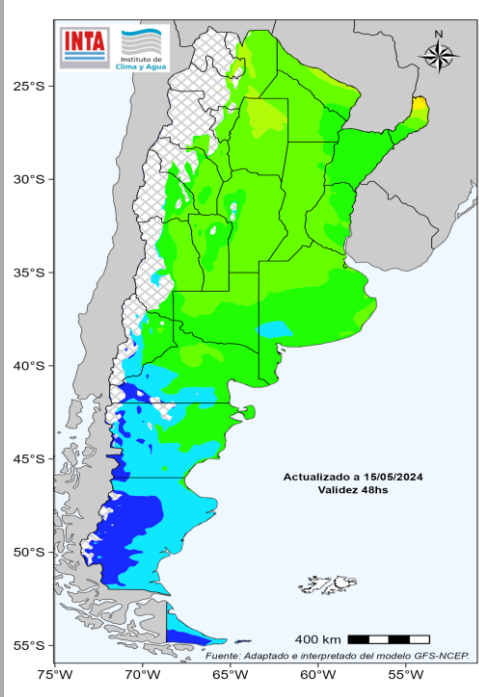 INTA
Instituto de
Clima y Agua
N
25°S
30°S
35°S
40°S
45°S
50°S
55°S
Actualizado a 15/05/2024
Validez 48hs
400 km
Fuente: Adaptado e interpretado del modelo GFS-NCEP.
75°W 70°W 65°W 60°W 55°W